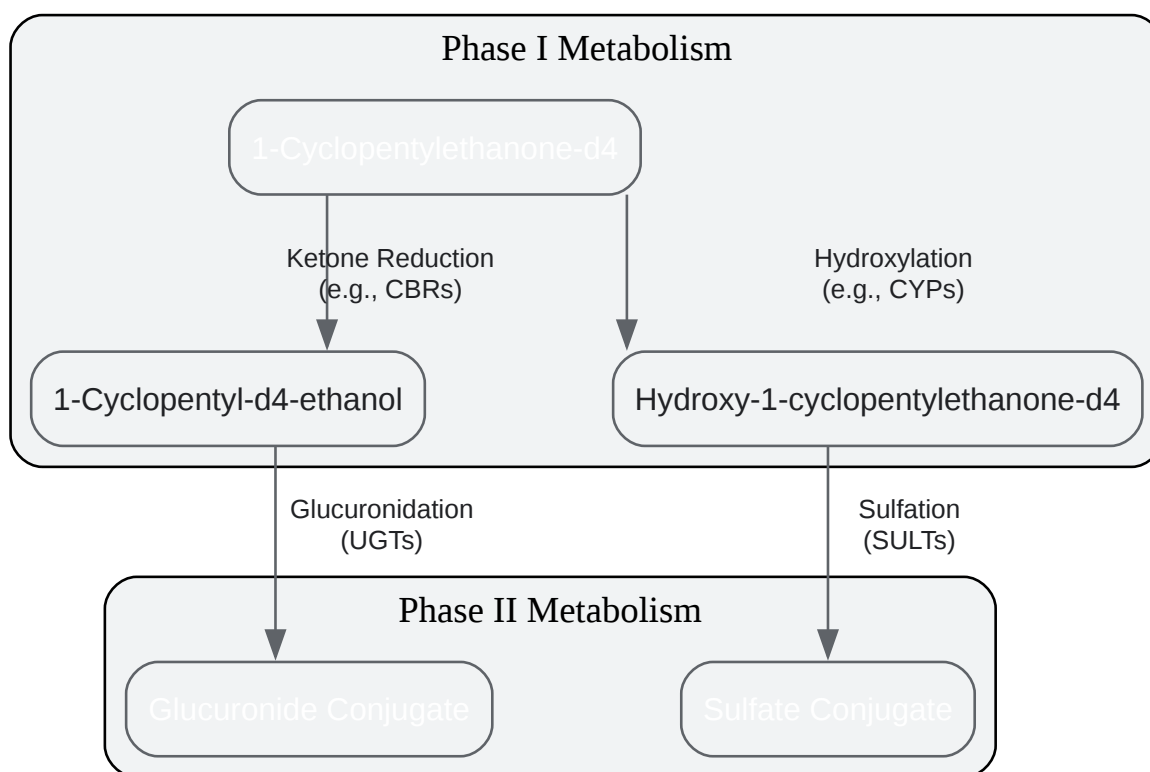 Phase I Metabolism
1-Cyclopentylethanone-d4
Ketone Reduction
(e.g., CBRs)
Hydroxylation
(e.g., CYPs)
1-Cyclopentyl-d4-ethanol
Hydroxy-1-cyclopentylethanone-d4
Glucuronidation
(UGTs)
Sulfation
(SULTs)
Phase II Metabolism
Glucuronide Conjugate
Sulfate Conjugate